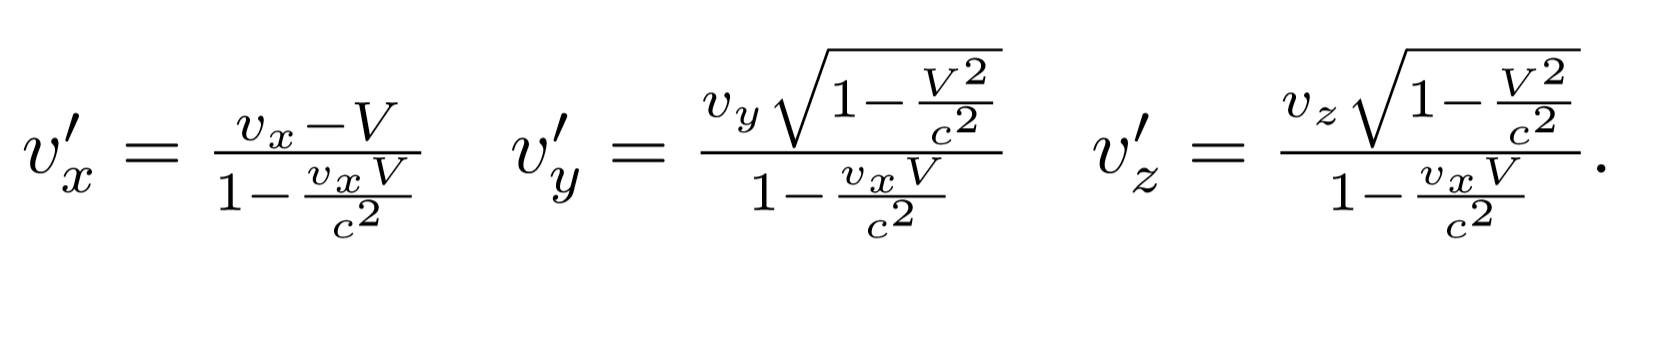 $v'_x = \frac{v_x - V}{1 - \frac{v_x V}{c^2}} \quad v'_y = \frac{v_y \sqrt{1 - \frac{V^2}{c^2}}}{1 - \frac{v_x V}{c^2}} \quad v'_z = \frac{v_z \sqrt{1 - \frac{V^2}{c^2}}}{1 - \frac{v_x V}{c^2}}.$